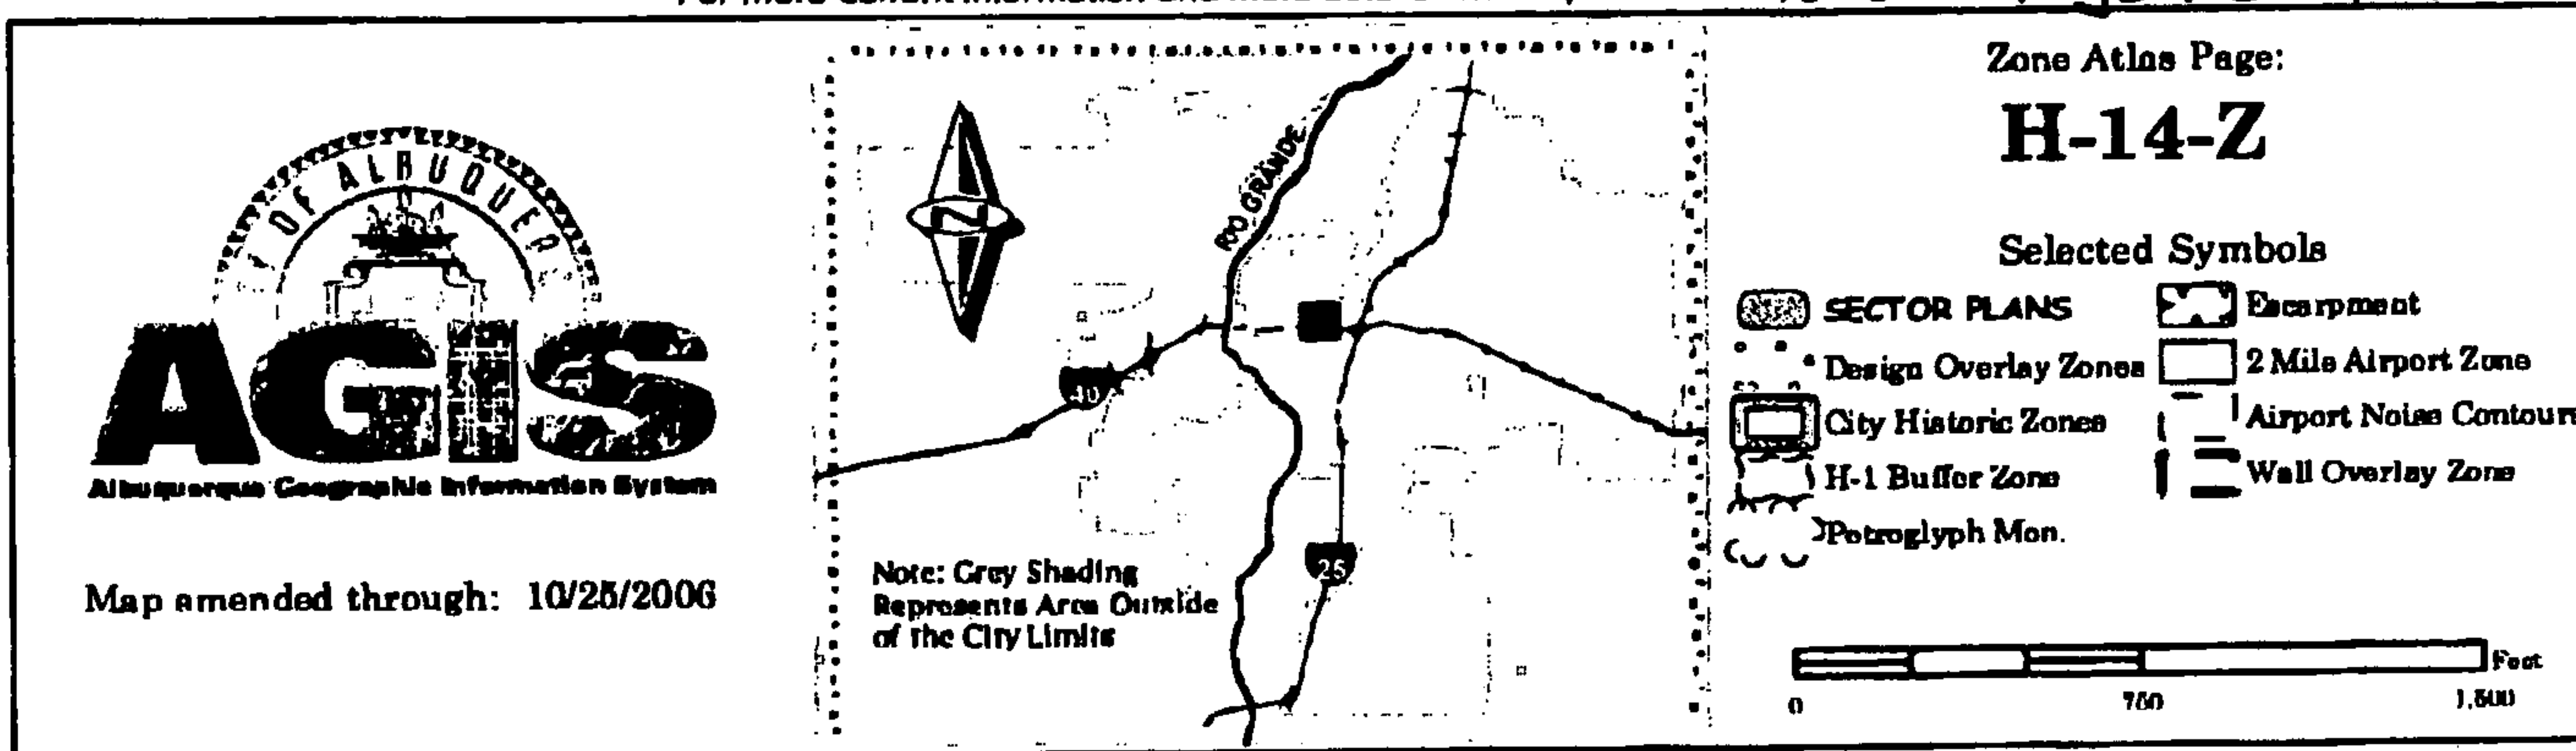 OF ALBUQUER
AGIS
Albuquerque Geographic Information System
Map amended through: 10/25/2006
N
RIO GRANDE
40
25
Note: Grey Shading
Represents Area Outside
of the City Limits
Zone Atlas Page:
H-14-Z
Selected Symbols
SECTOR PLANS
Design Overlay Zones
City Historic Zones
H-1 Buffer Zone
Petroglyph Mon.
Escarpment
2 Mile Airport Zone
Airport Noise Contours
Wall Overlay Zone
Feet
0 750 1,500